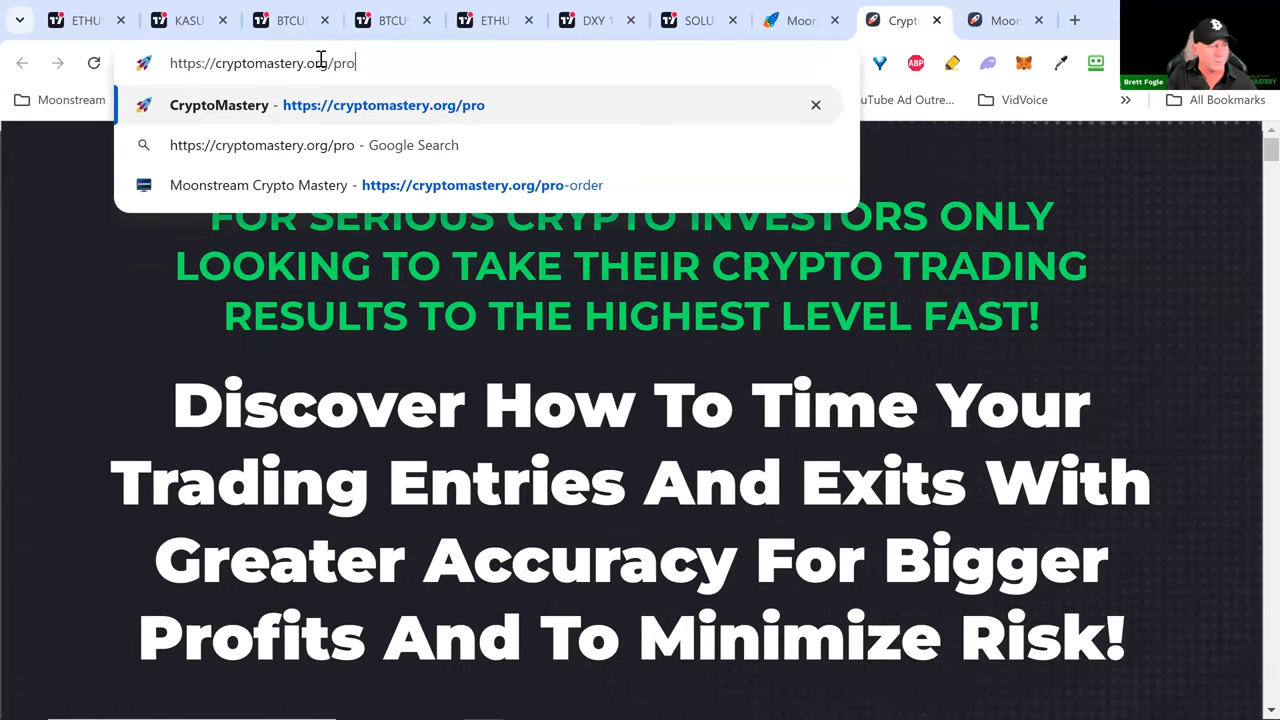 ETHU
KASU
BTCU
BTCU
ETHU
DXY 1
SOLU
Moon
Crypt
Moon
https://cryptomastery.org/pro
CryptoMastery - https://cryptomastery.org/pro
https://cryptomastery.org/pro - Google Search
Moonstream Crypto Mastery - https://cryptomastery.org/pro-order
ABP
Brett Fogle
Moonstream
uTube Ad Outre...
VidVoice
All Bookmarks
FOR SERIOUS CRYPTO INVESTORS ONLY
LOOKING TO TAKE THEIR CRYPTO TRADING
RESULTS TO THE HIGHEST LEVEL FAST!
Discover How To Time Your
Trading Entries And Exits With
Greater Accuracy For Bigger
Profits And To Minimize Risk!